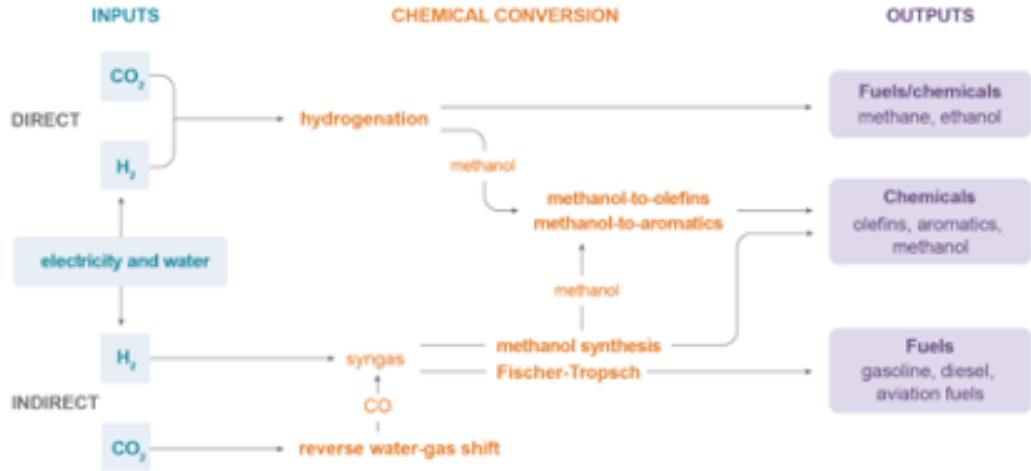 INPUTS
CHEMICAL CONVERSION
OUTPUTS
CO₂
DIRECT
hydrogenation
Fuels/chemicals
methane, ethanol
H₂
methanol
methanol-to-olefins
methanol-to-aromatics
Chemicals
olefins, aromatics,
methanol
electricity and water
methanol
H₂
syngas
methanol synthesis
Fischer-Tropsch
Fuels
gasoline, diesel,
aviation fuels
INDIRECT
CO
CO₂
reverse water-gas shift